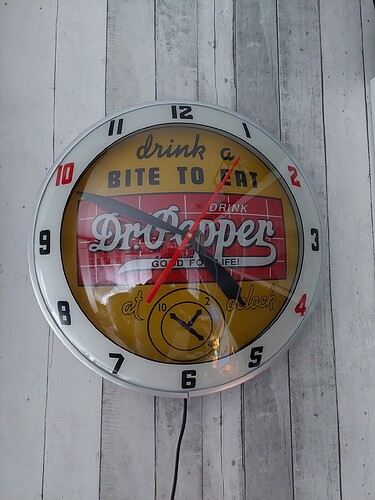 12
11
1
drink a
BITE TO EAT
10
2
DRINK
Dr. Pepper
GOOD FOR LIFE!
9
3
at
10
2
4
o'clock
8
4
7
5
6